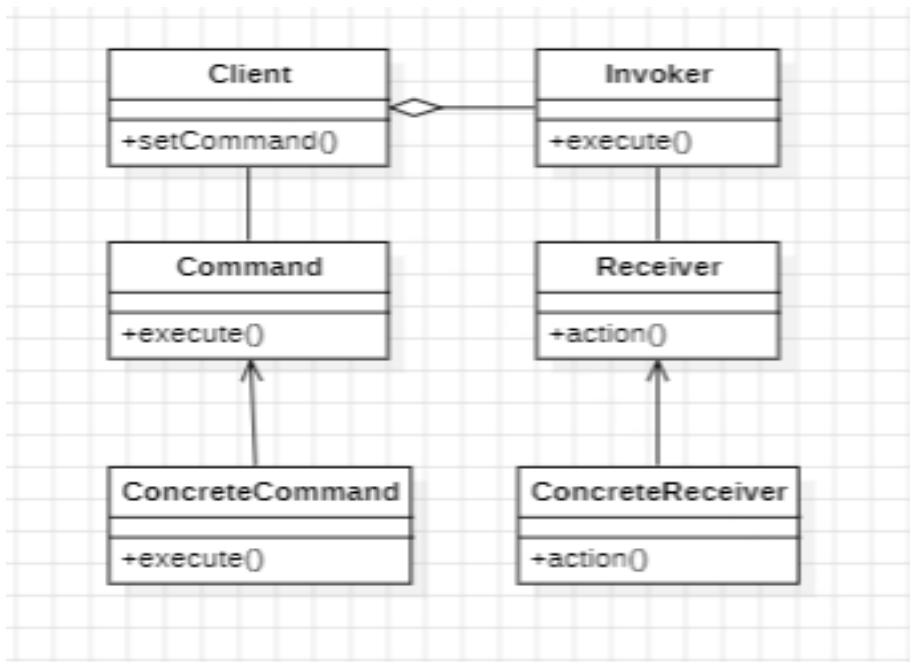 Client
+setCommand()
Invoker
+execute()
Command
+execute()
Receiver
+action()
ConcreteCommand
+execute()
ConcreteReceiver
+action()